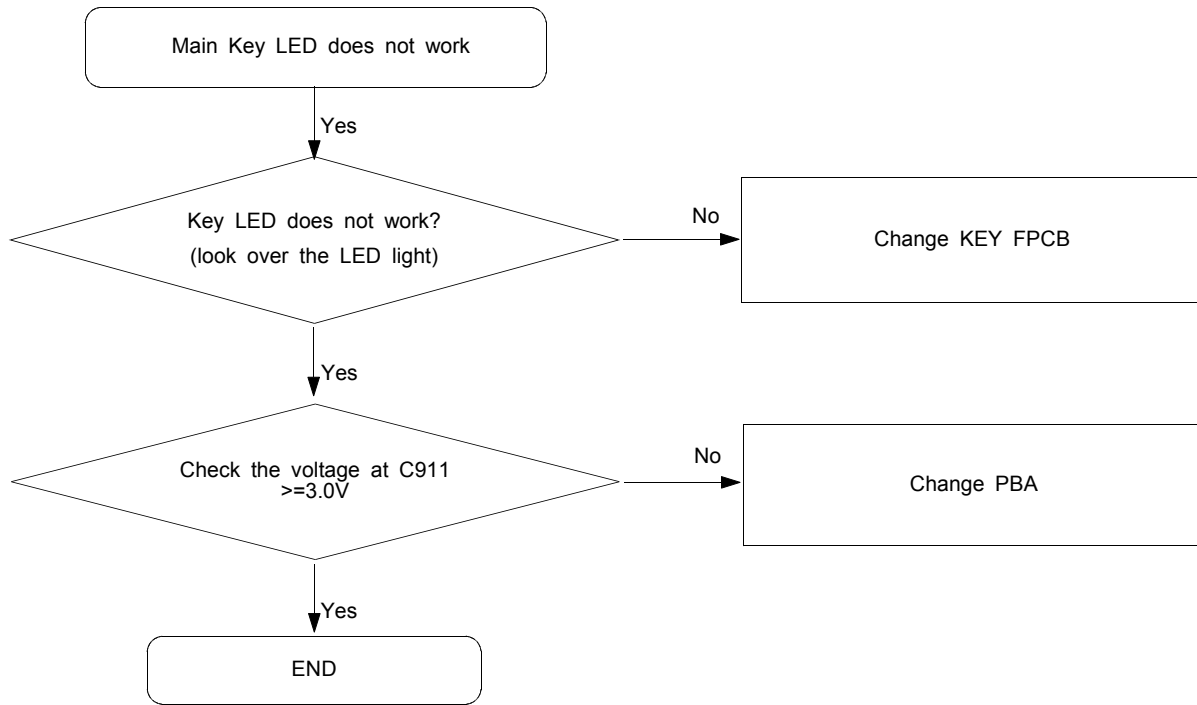 Main Key LED does not work
Yes
Key LED does not work?
(look over the LED light)
No
Change KEY FPCB
Yes
Check the voltage at C911
>=3.0V
No
Change PBA
Yes
END